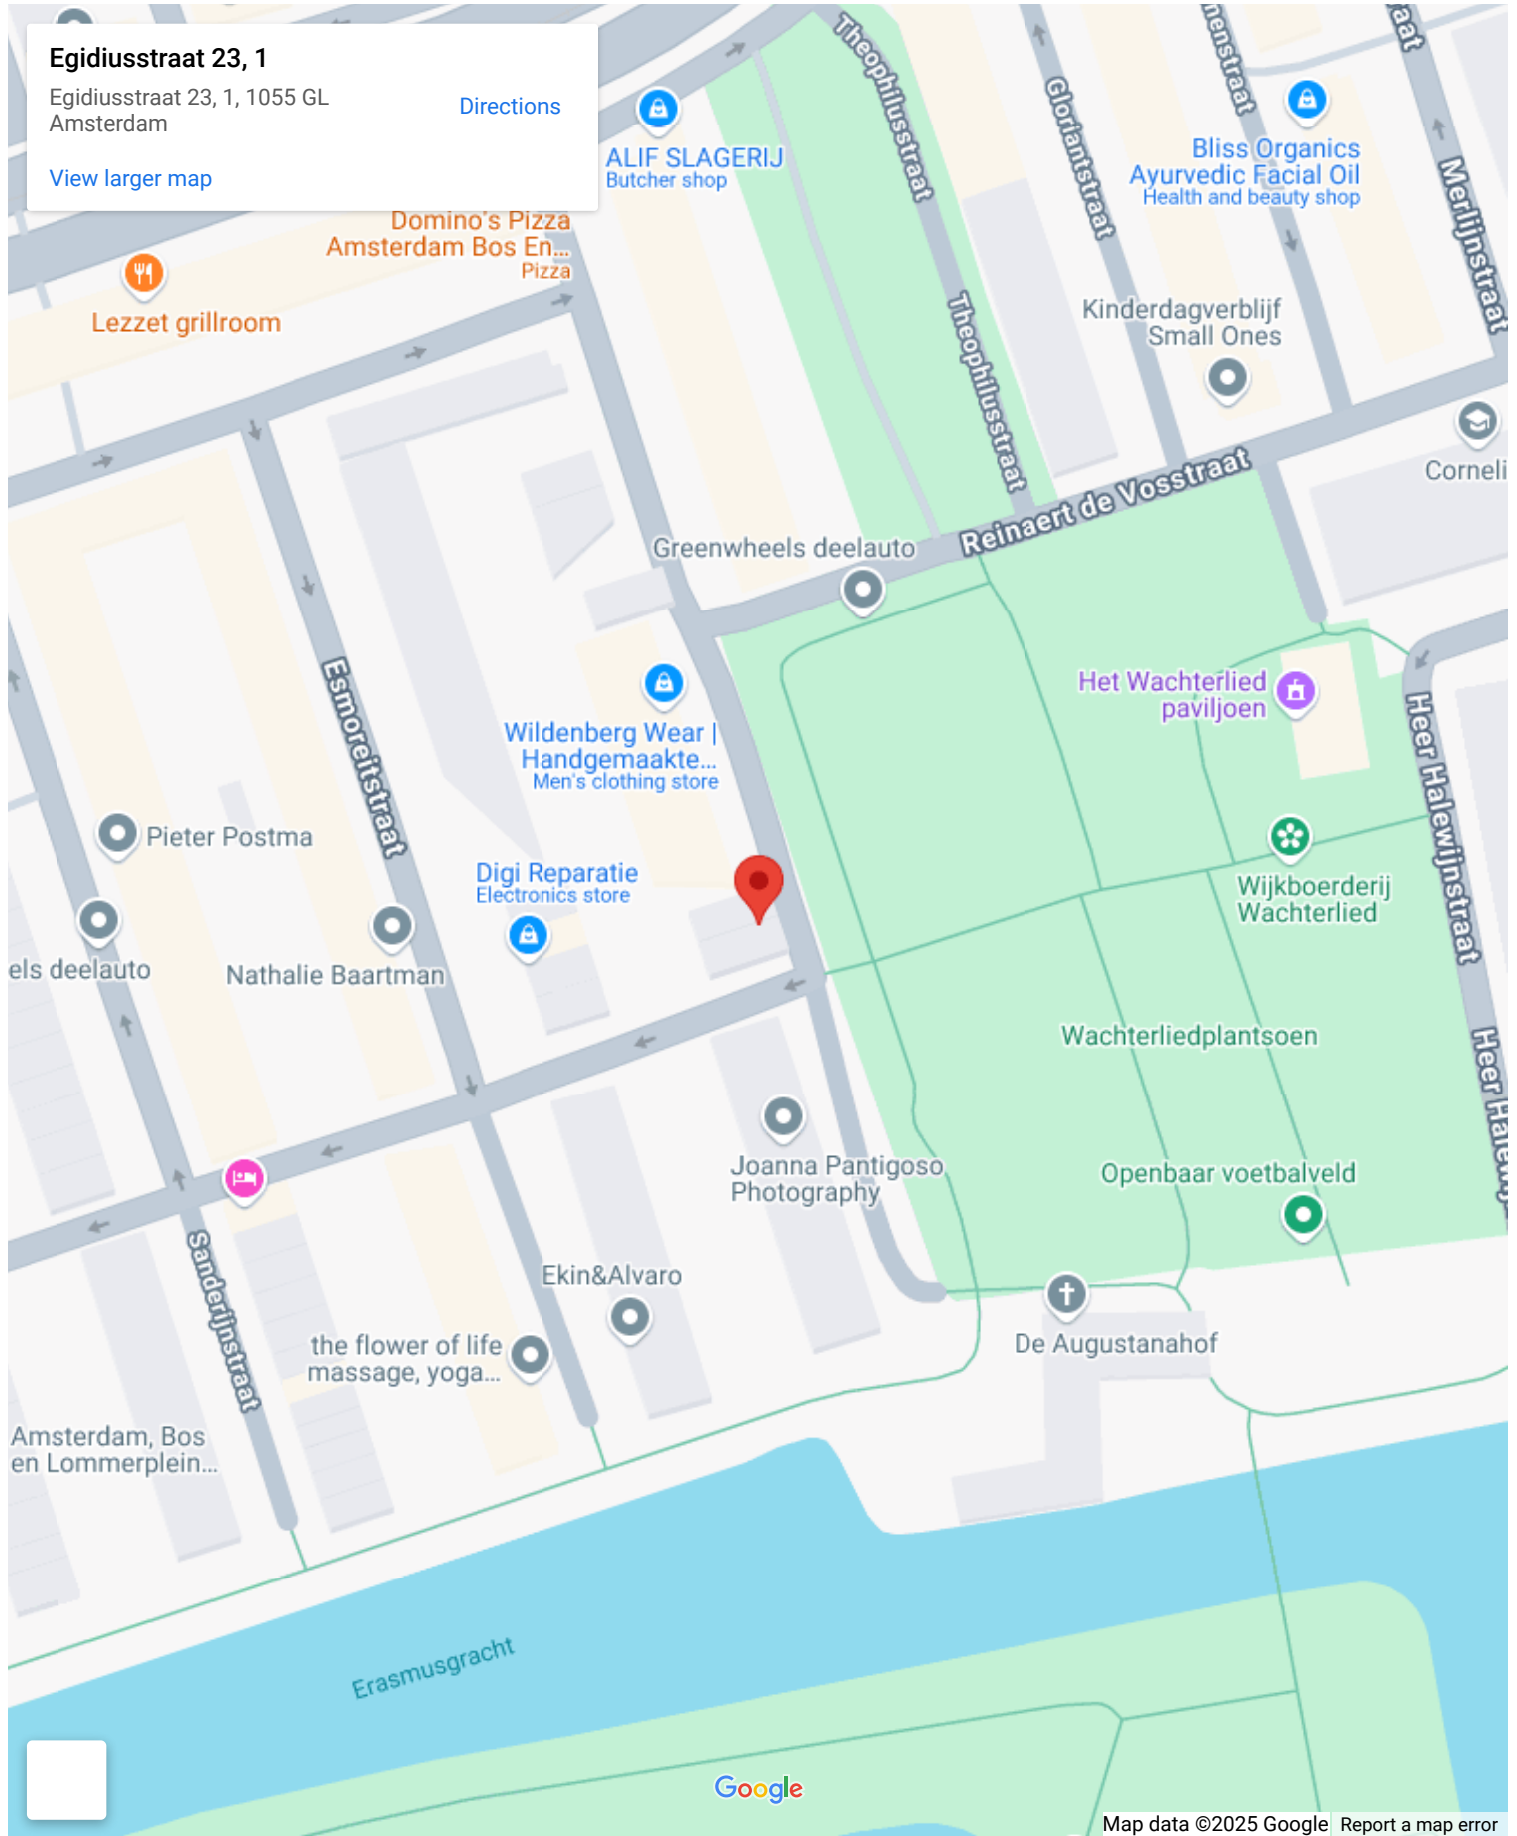 Egidiusstraat 23, 1
Egidiusstraat 23, 1, 1055 GL
Amsterdam
Directions
View larger map
ALIF SLAGERIJ
Butcher shop
Domino's Pizza
Amsterdam Bos En...
Pizza
Lezzet grillroom
Theophilusstraat
Gloriantstraat
Bliss Organics
Ayurvedic Facial Oil
Health and beauty shop
Merlijnstraat
Kinderdagverblijf
Small Ones
Theophilusstraat
Corneli
Reinaert de Vosstraat
Greenwheels deelauto
Esmoreitstraat
Wildenberg Wear |
Handgemaakte...
Men's clothing store
Het Wachterlied
paviljoen
Heer Halewijnstraat
Pieter Postma
Digi Reparatie
Electronics store
Wijkboerderij
Wachterlied
els deelauto
Nathalie Baartman
Wachterliedplantsoen
Joanna Pantigoso
Photography
Openbaar voetbalveld
Sanderijnstraat
Ekin&Alvaro
the flower of life
massage, yoga...
De Augustanahof
Amsterdam, Bos
en Lommerplein...
Erasmusgracht
Google
Map data ©2025 Google
Report a map error